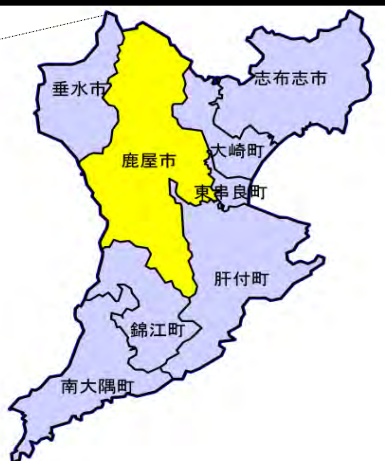 志布志市
垂水市
大崎町
鹿屋市
東串良町
肝付町
錦江町
南大隅町